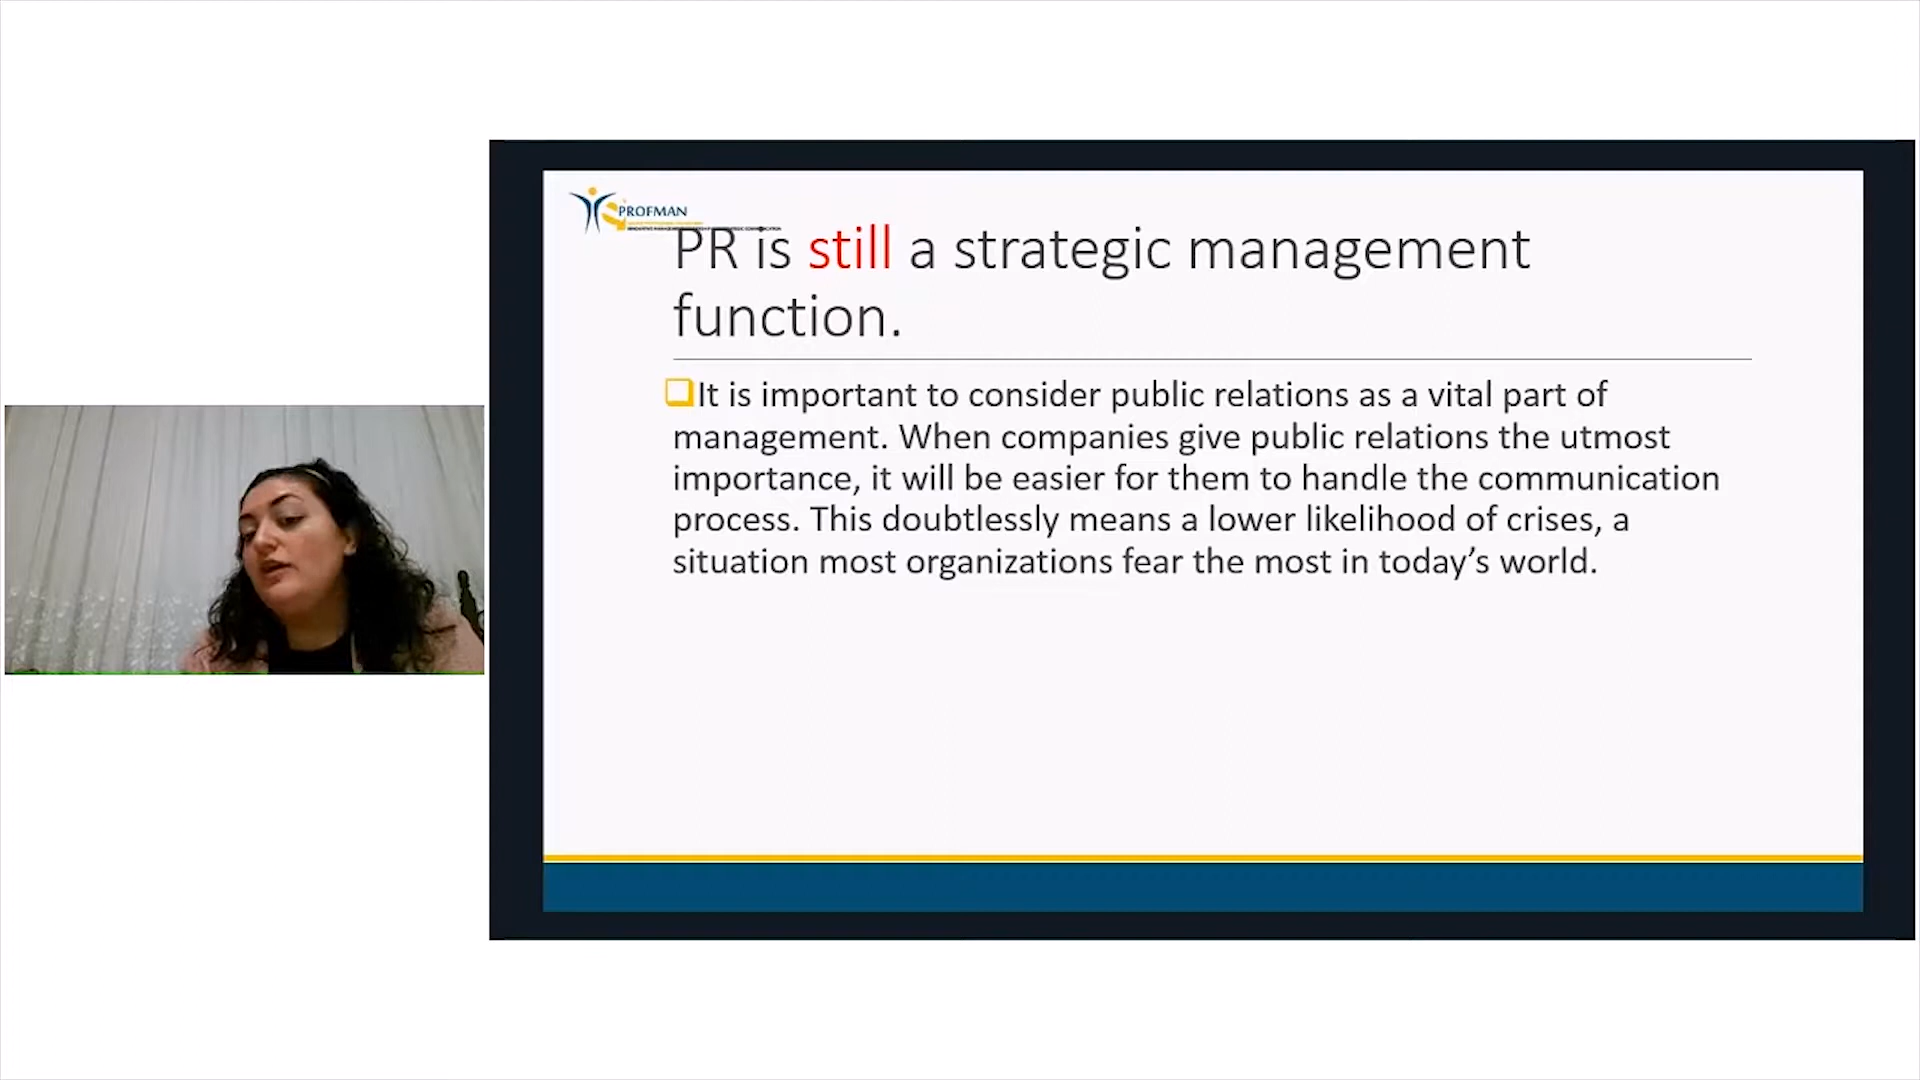 PROFMAN
PR is still a strategic management
function.
It is important to consider public relations as a vital part of
management. When companies give public relations the utmost
importance, it will be easier for them to handle the communication
process. This doubtlessly means a lower likelihood of crises, a
situation most organizations fear the most in today’s world.